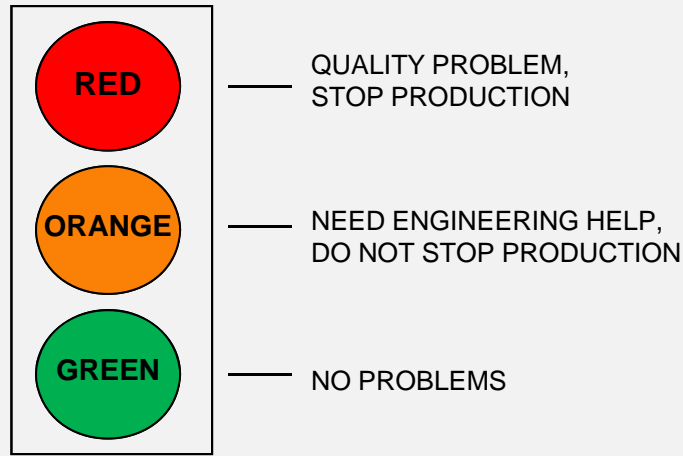 RED
QUALITY PROBLEM,
STOP PRODUCTION
ORANGE
NEED ENGINEERING HELP,
DO NOT STOP PRODUCTION
GREEN
NO PROBLEMS